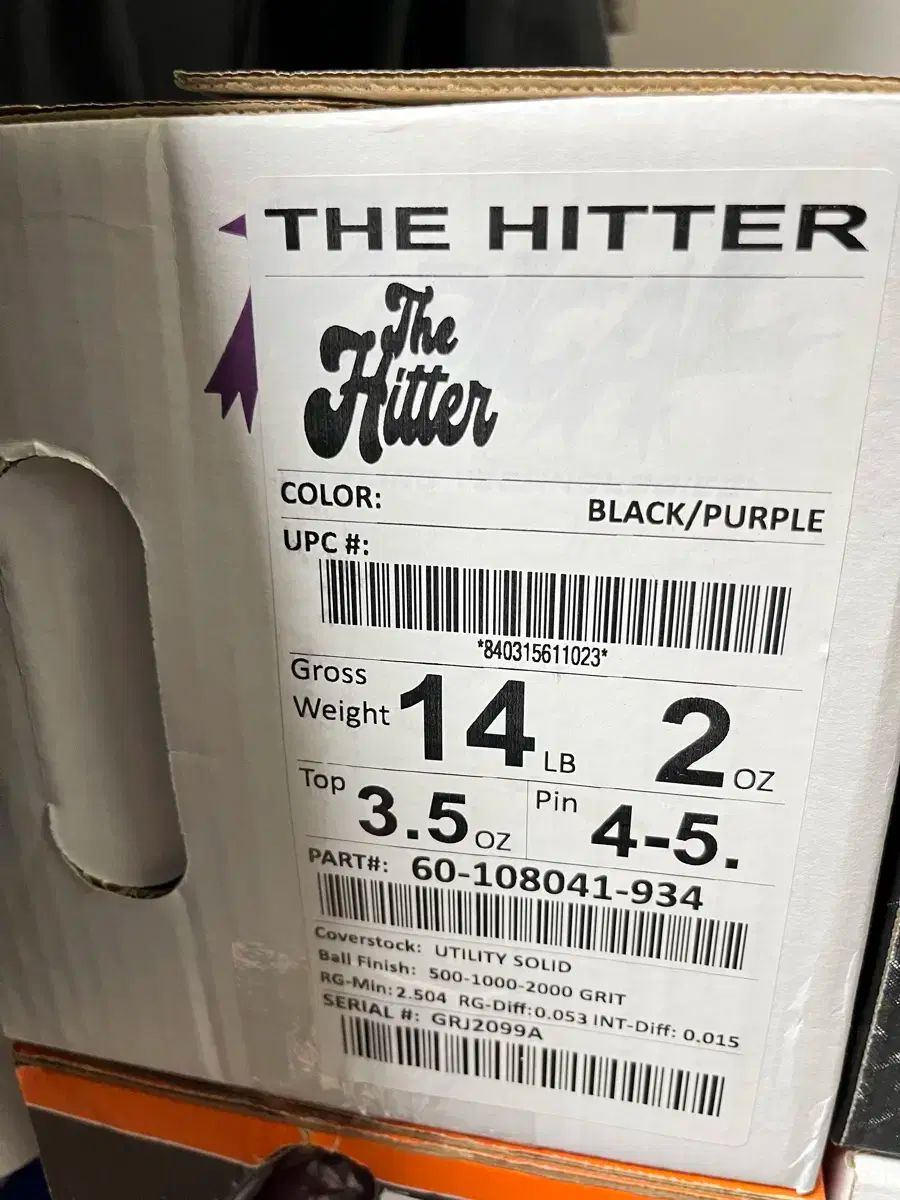 THE HITTER
The
Hitter
COLOR: BLACK/PURPLE
UPC #:
*840315611023*
Gross
Weight 14 LB 2 OZ
Top 3.5 OZ Pin 4-5.
PART#: 60-108041-934
Coverstock: UTILITY SOLID
Ball Finish: 500-1000-2000 GRIT
RG-Min: 2.504 RG-Diff:0.053 INT-Diff: 0.015
SERIAL #: GRJ2099A